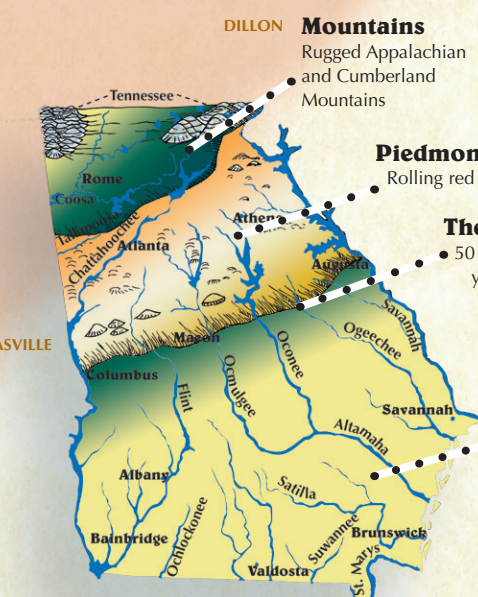 DILLON
Mountains
Rugged Appalachian
and Cumberland
Mountains
Tennessee
Piedmon
Rolling red
Rome
Coosa
Tallapoosa
Chattahoochee
Athens
Atlanta
The
50
y
Augusta
ASVILLE
Macon
Savannah
Ogeechee
Oconee
Columbus
Ocmulgee
Flint
Savannah
Altamaha
Albany
Satilla
Ochlockonee
Suwannee
Brunswick
Bainbridge
Valdosta
St. Marys